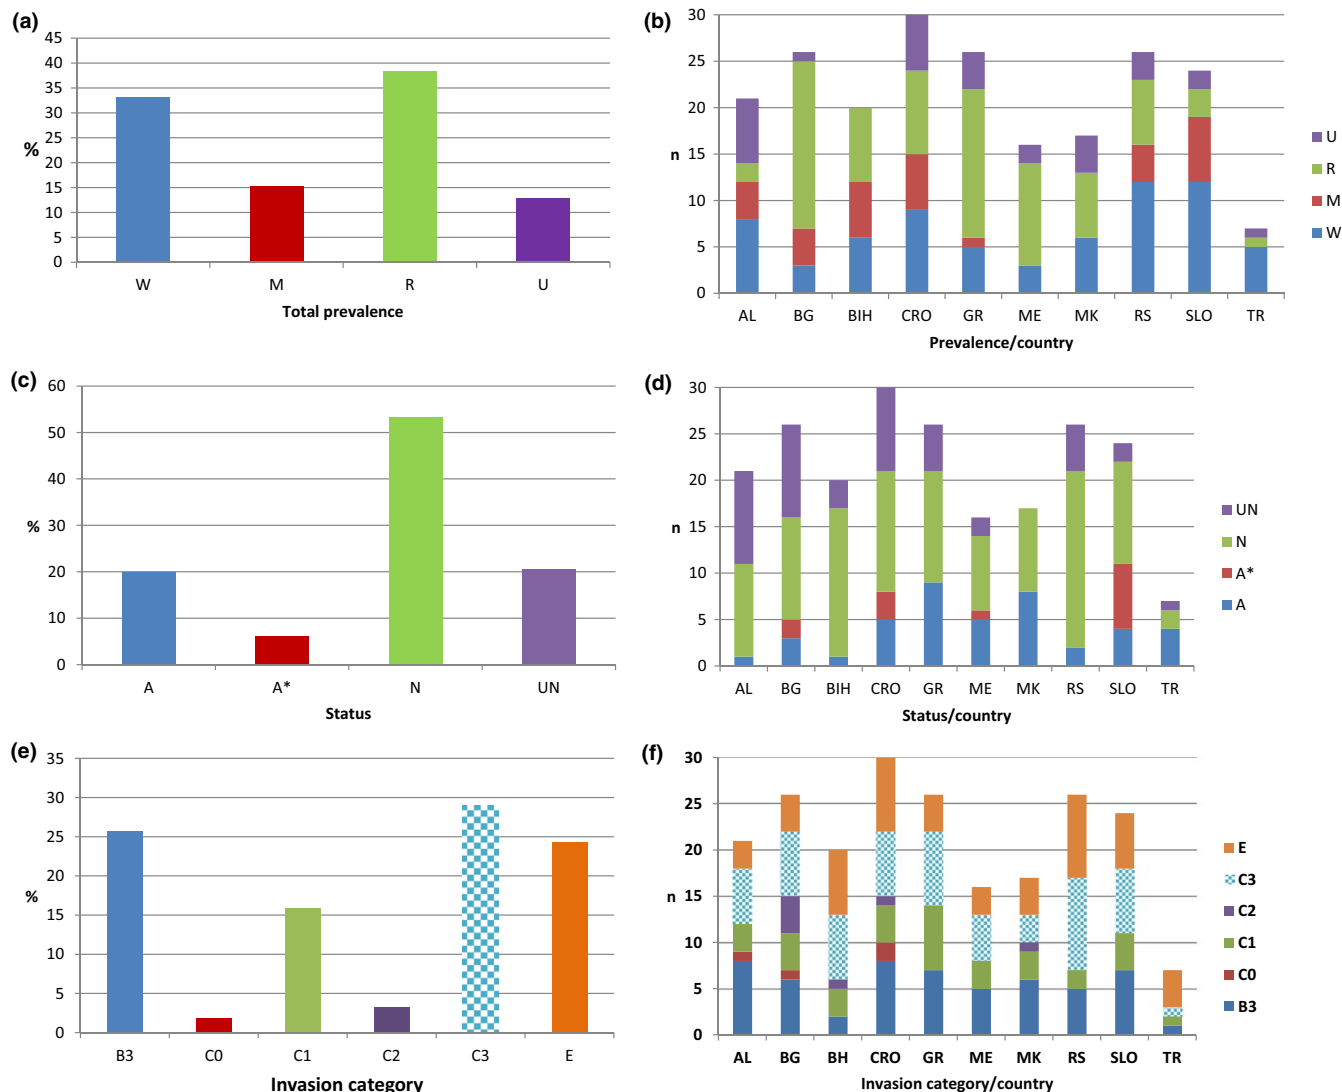 (a)
%
45
40
35
30
25
20
15
10
5
0
W M R U
Total prevalence
(b)
n
30
25
20
15
10
5
0
AL BG BIH CRO GR ME MK RS SLO TR
Prevalence/country
U
R
M
W
(c)
%
60
50
40
30
20
10
0
A A* N UN
Status
(d)
n
30
25
20
15
10
5
0
AL BG BIH CRO GR ME MK RS SLO TR
Status/country
UN
N
A*
A
(e)
%
35
30
25
20
15
10
5
0
B3 C0 C1 C2 C3 E
Invasion category
(f)
n
30
25
20
15
10
5
0
AL BG BH CRO GR ME MK RS SLO TR
Invasion category/country
E
C3
C2
C1
C0
B3